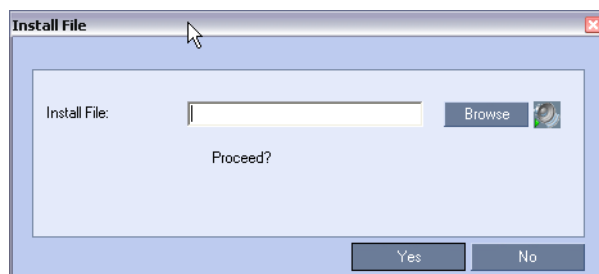 Install File
Install File:
Browse
Proceed?
Yes
No